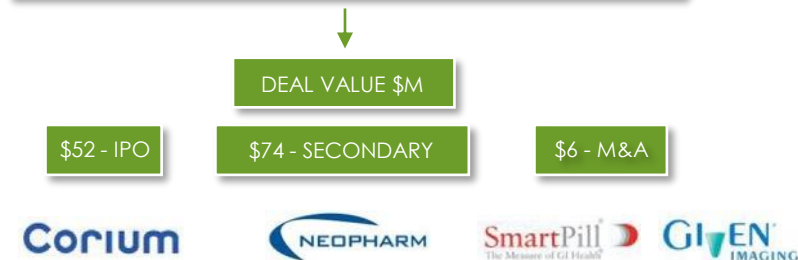 DEAL VALUE $M
$52 - IPO
$74 - SECONDARY
$6 - M&A
Corium
NEOPHARM
SmartPill
The Measure of GI Health
GIVEN
IMAGING